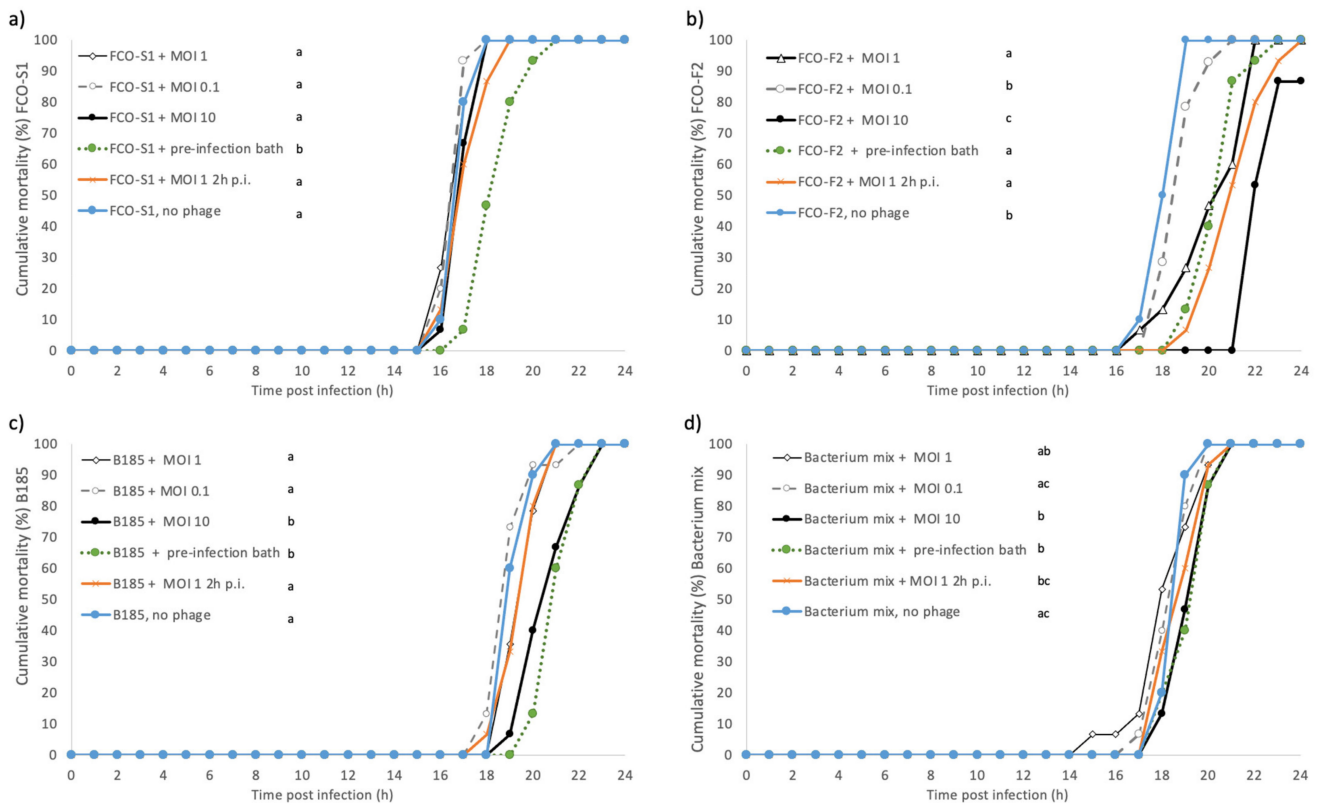 a)
Cumulative mortality (%) FCO-S1
100
90
80
70
60
50
40
30
20
10
0
FCO-S1 + MOI 1 a
FCO-S1 + MOI 0.1 a
FCO-S1 + MOI 10 a
FCO-S1 + pre-infection bath b
FCO-S1 + MOI 1 2h p.i. a
FCO-S1, no phage a
0 2 4 6 8 10 12 14 16 18 20 22 24
Time post infection (h)
b)
Cumulative mortality (%) FCO-F2
100
90
80
70
60
50
40
30
20
10
0
FCO-F2 + MOI 1 a
FCO-F2 + MOI 0.1 b
FCO-F2 + MOI 10 c
FCO-F2 + pre-infection bath a
FCO-F2 + MOI 1 2h p.i. a
FCO-F2, no phage b
0 2 4 6 8 10 12 14 16 18 20 22 24
Time post infection (h)
c)
Cumulative mortality (%) B185
100
90
80
70
60
50
40
30
20
10
0
B185 + MOI 1 a
B185 + MOI 0.1 a
B185 + MOI 10 b
B185 + pre-infection bath b
B185 + MOI 1 2h p.i. a
B185, no phage a
0 2 4 6 8 10 12 14 16 18 20 22 24
Time post infection (h)
d)
Cumulative mortality (%) Bacterium mix
100
90
80
70
60
50
40
30
20
10
0
Bacterium mix + MOI 1 ab
Bacterium mix + MOI 0.1 ac
Bacterium mix + MOI 10 b
Bacterium mix + pre-infection bath b
Bacterium mix + MOI 1 2h p.i. bc
Bacterium mix, no phage ac
0 2 4 6 8 10 12 14 16 18 20 22 24
Time post infection (h)